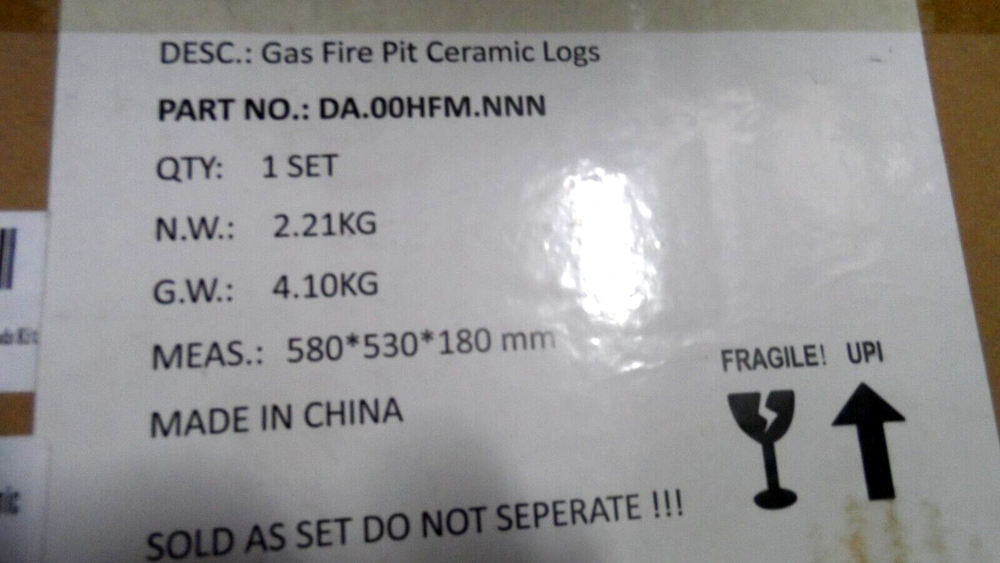 DESC.: Gas Fire Pit Ceramic Logs
PART NO.: DA.00HFM.NNN
QTY: 1 SET
N.W.: 2.21KG
G.W.: 4.10KG
MEAS.: 580*530*180 mm
FRAGILE! UP!
MADE IN CHINA
SOLD AS SET DO NOT SEPERATE !!!